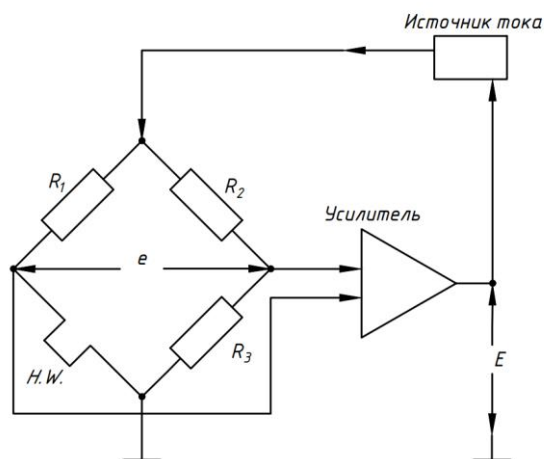 Источник тока
R1
R2
Усилитель
e
R3
H.W.
E